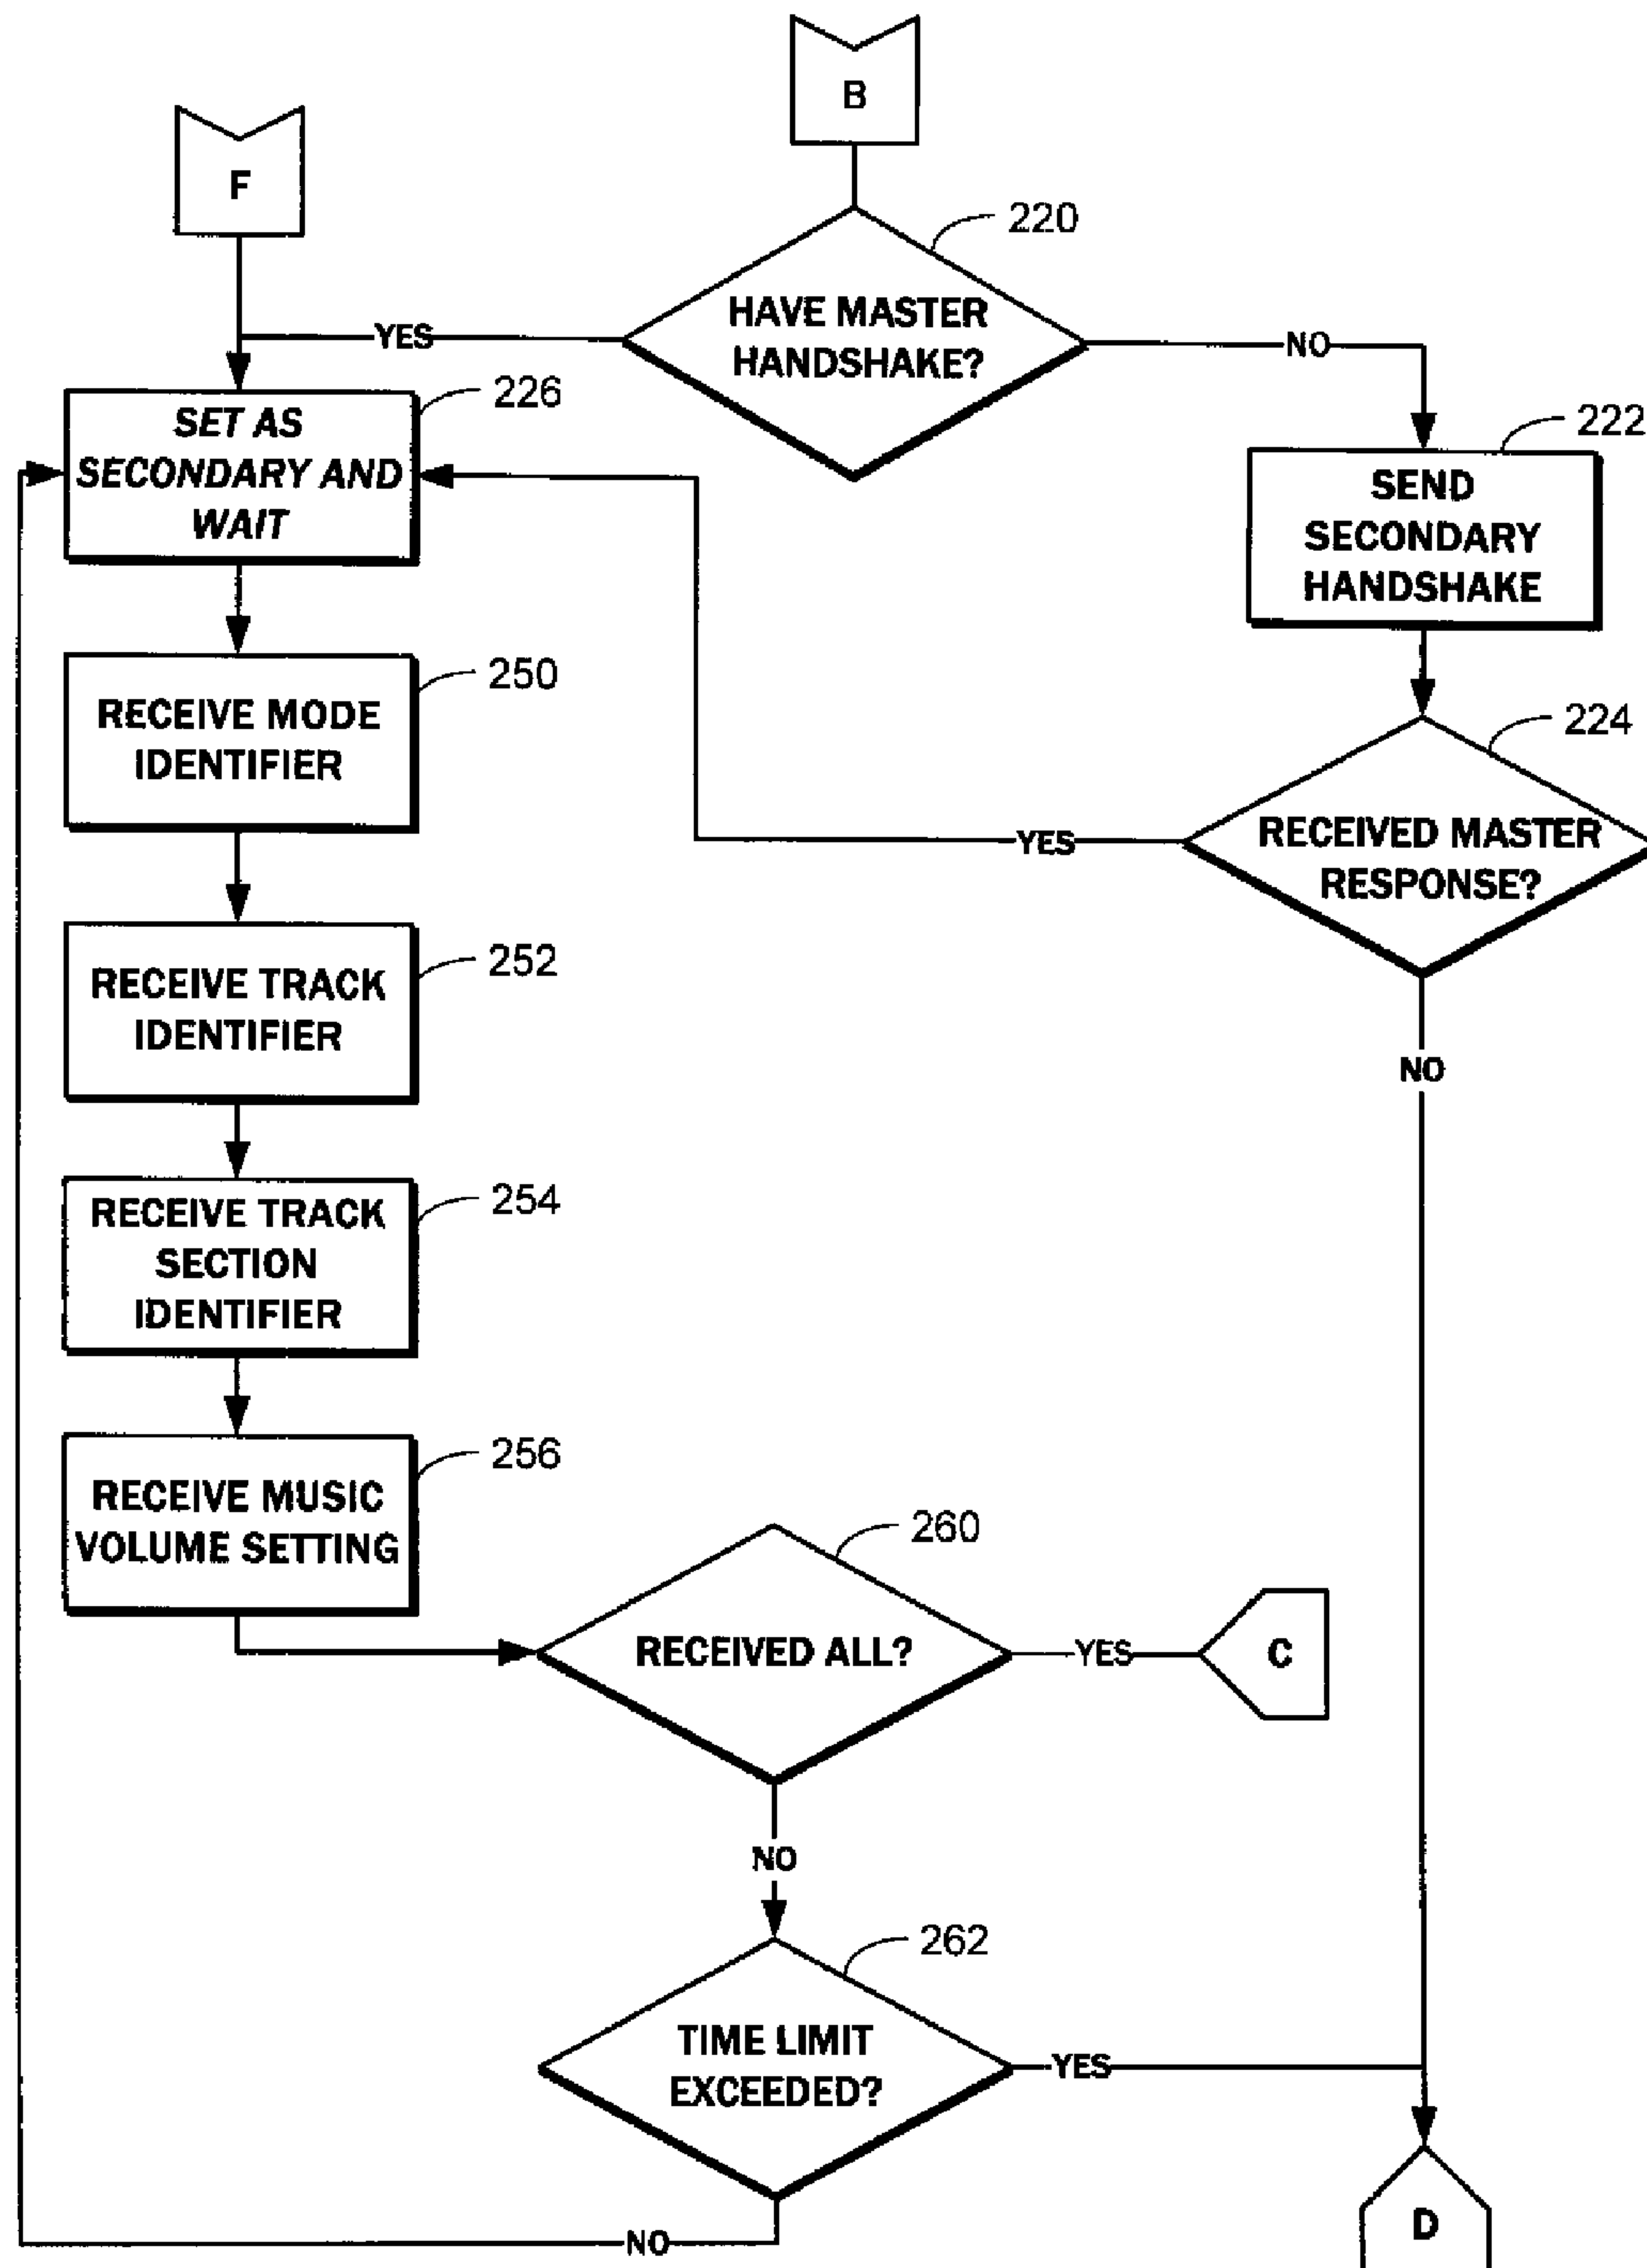 B
F
220
HAVE MASTER
HANDSHAKE?
YES
NO
226
SET AS
SECONDARY AND
WAIT
222
SEND
SECONDARY
HANDSHAKE
250
RECEIVE MODE
IDENTIFIER
224
RECEIVED MASTER
RESPONSE?
YES
NO
252
RECEIVE TRACK
IDENTIFIER
254
RECEIVE TRACK
SECTION
IDENTIFIER
256
RECEIVE MUSIC
VOLUME SETTING
260
RECEIVED ALL?
YES
C
NO
262
TIME LIMIT
EXCEEDED?
YES
D
NO